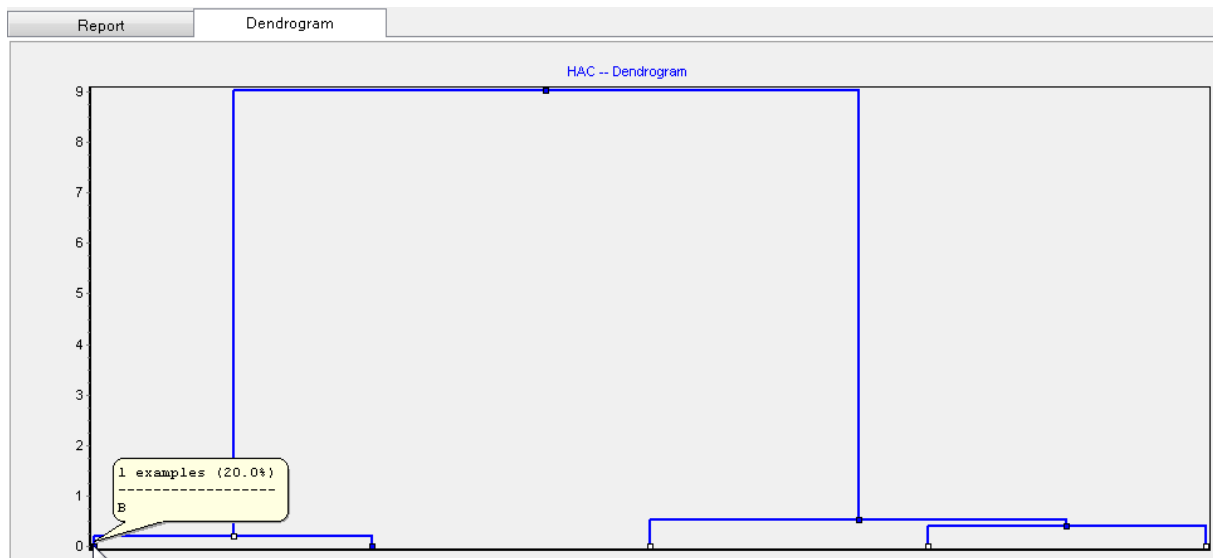 Report
Dendrogram
HAC -- Dendrogram
9
8
7
6
5
4
3
2
1
0
1 examples (20.0%)
--------------------
B